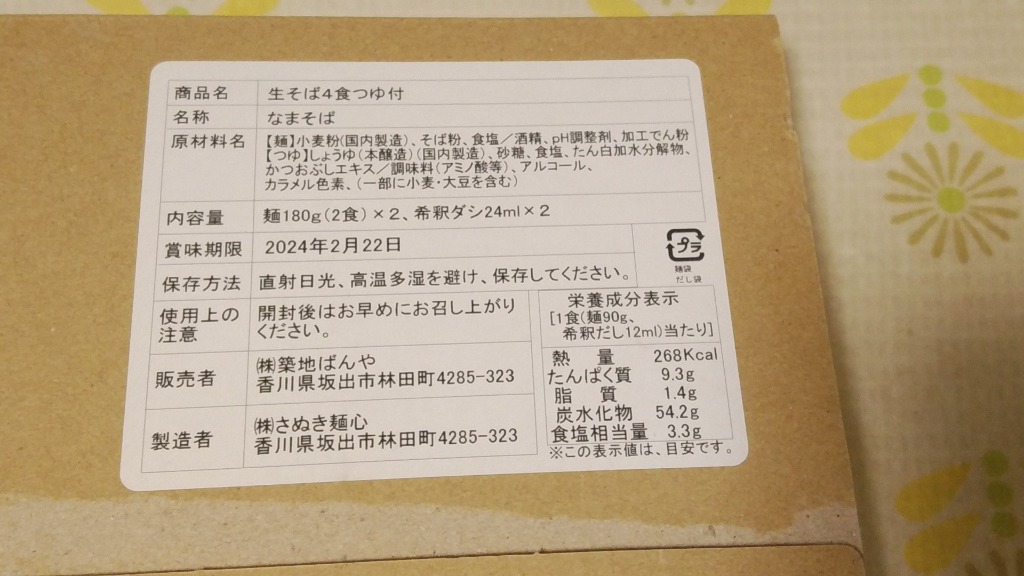 商品名 生そば4食つゆ付
名称 なまそば
原材料名 【麺】小麦粉(国内製造)、そば粉、食塩/酒精、pH調整剤、加工でん粉
【つゆ】しょうゆ(本醸造)(国内製造)、砂糖、食塩、たん白加水分解物、
かつおぶしエキス/調味料(アミノ酸等)、アルコール、
カラメル色素、(一部に小麦・大豆を含む)
内容量 麺180g(2食)×2、希釈ダシ24ml×2
賞味期限 2024年2月22日
保存方法 直射日光、高温多湿を避け、保存してください。
使用上の注意 開封後はお早めにお召し上がり
ください。
販売者 ㈱築地ばんや
香川県坂出市林田町4285-323
製造者 ㈱さぬき麺心
香川県坂出市林田町4285-323
プラ
麺袋
だし袋
栄養成分表示
[1食(麺90g、
希釈だし12ml)当たり]
熱量 268Kcal
たんぱく質 9.3g
脂質 1.4g
炭水化物 54.2g
食塩相当量 3.3g
※この表示値は、目安です。